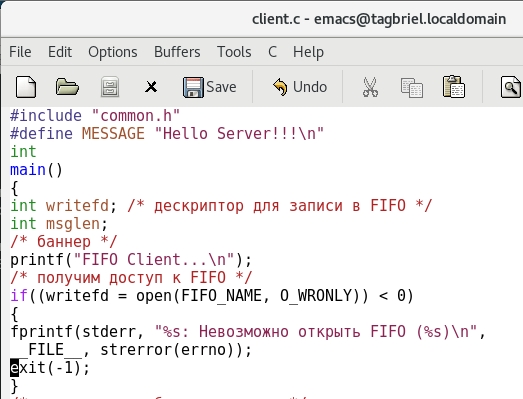 client.c - emacs@tagbriel.localdomain
File Edit Options Buffers Tools C Help
Save Undo
#include "common.h"
#define MESSAGE "Hello Server!!!\n"
int
main()
{
int writefd; /* дескриптор для записи в FIFO */
int msglen;
/* баннер */
printf("FIFO Client...\n");
/* получим доступ к FIFO */
if((writefd = open(FIFO_NAME, O_WRONLY)) < 0)
{
fprintf(stderr, "%s: Невозможно открыть FIFO (%s)\n",
__FILE__, strerror(errno));
exit(-1);
}